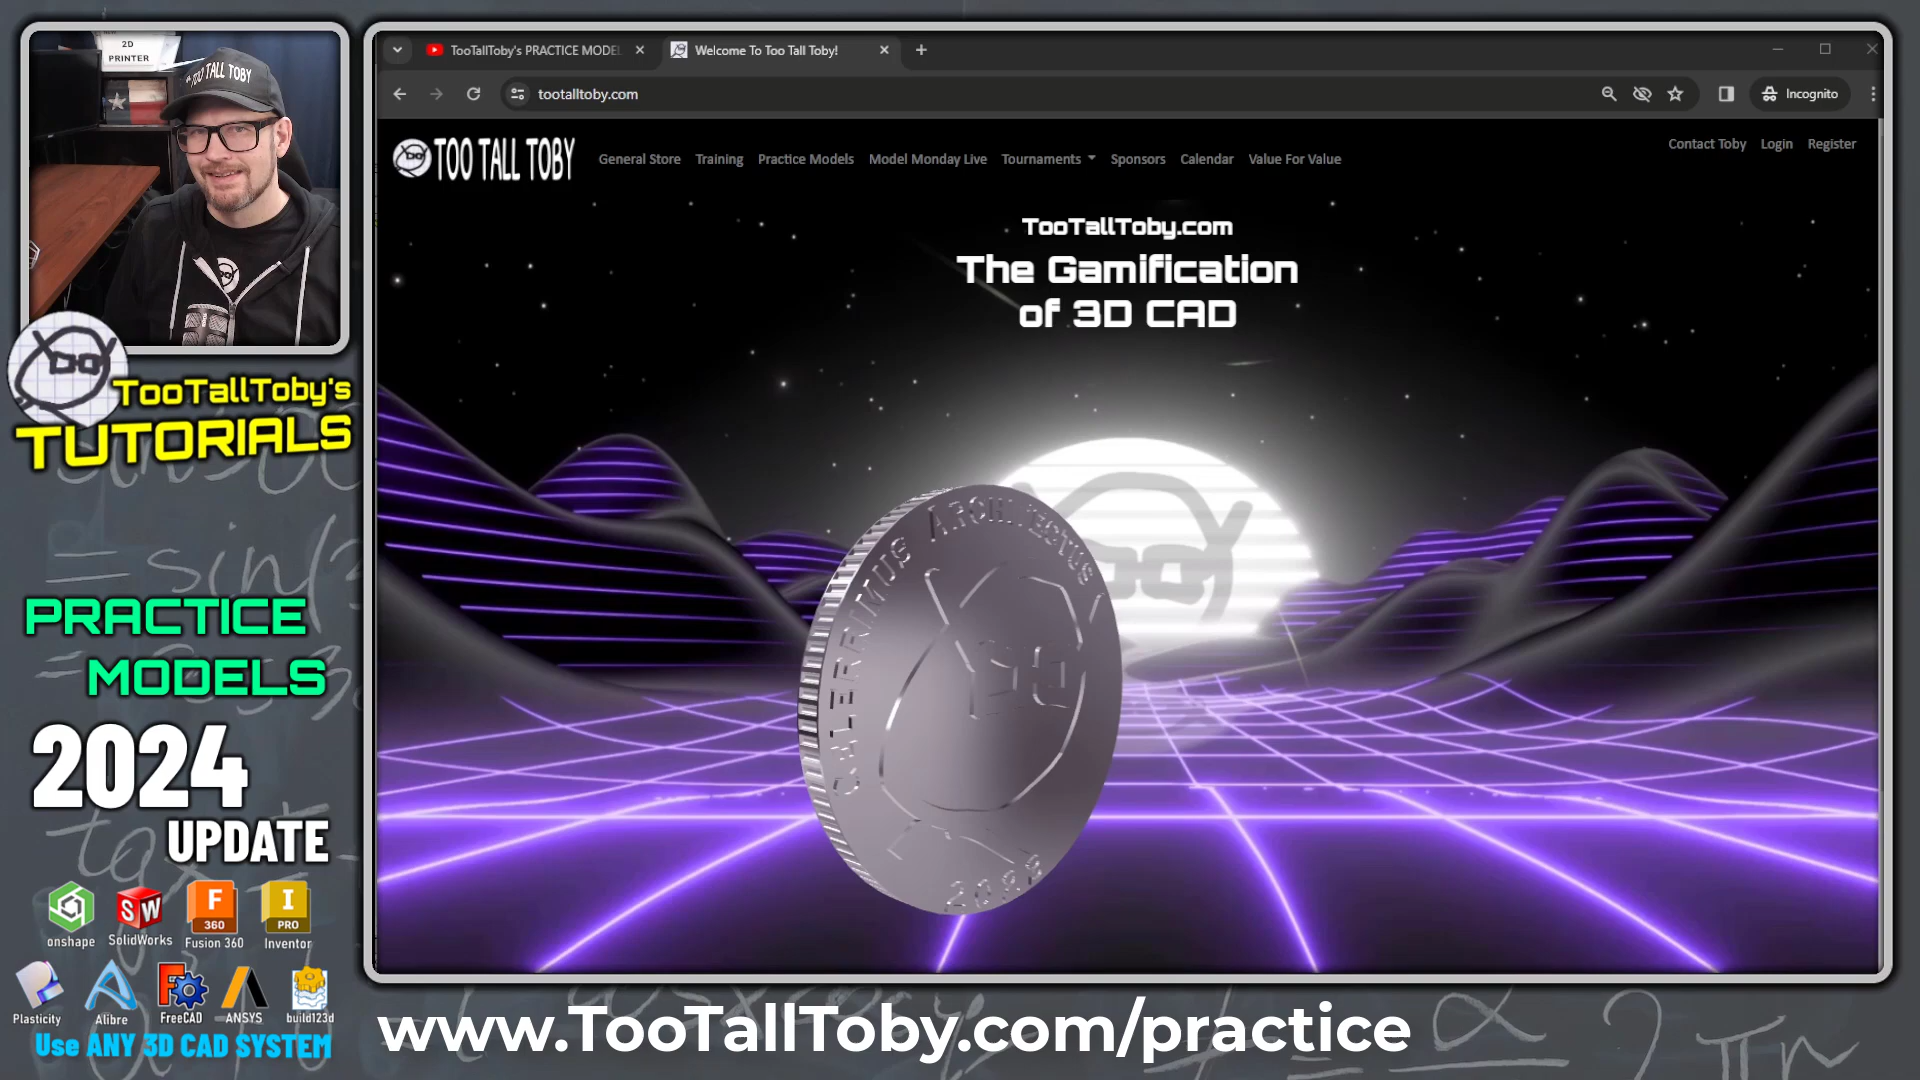 2D
PRINTER
TOO TALL TOBY
TooTallToby's PRACTICE MODEL
Welcome To Too Tall Toby!
tootalltoby.com
Incognito
TOO TALL TOBY
General Store
Training
Practice Models
Model Monday Live
Tournaments
Sponsors
Calendar
Value For Value
Contact Toby
Login
Register
TooTallToby.com
The Gamification
of 3D CAD
TooTallToby's
TUTORIALS
PRACTICE
MODELS
2024
UPDATE
onshape
SW
SolidWorks
F
360
Fusion 360
I
PRO
Inventor
Plasticity
Alibre
FreeCAD
ANSYS
build123d
Use ANY 3D CAD SYSTEM
www.TooTallToby.com/practice